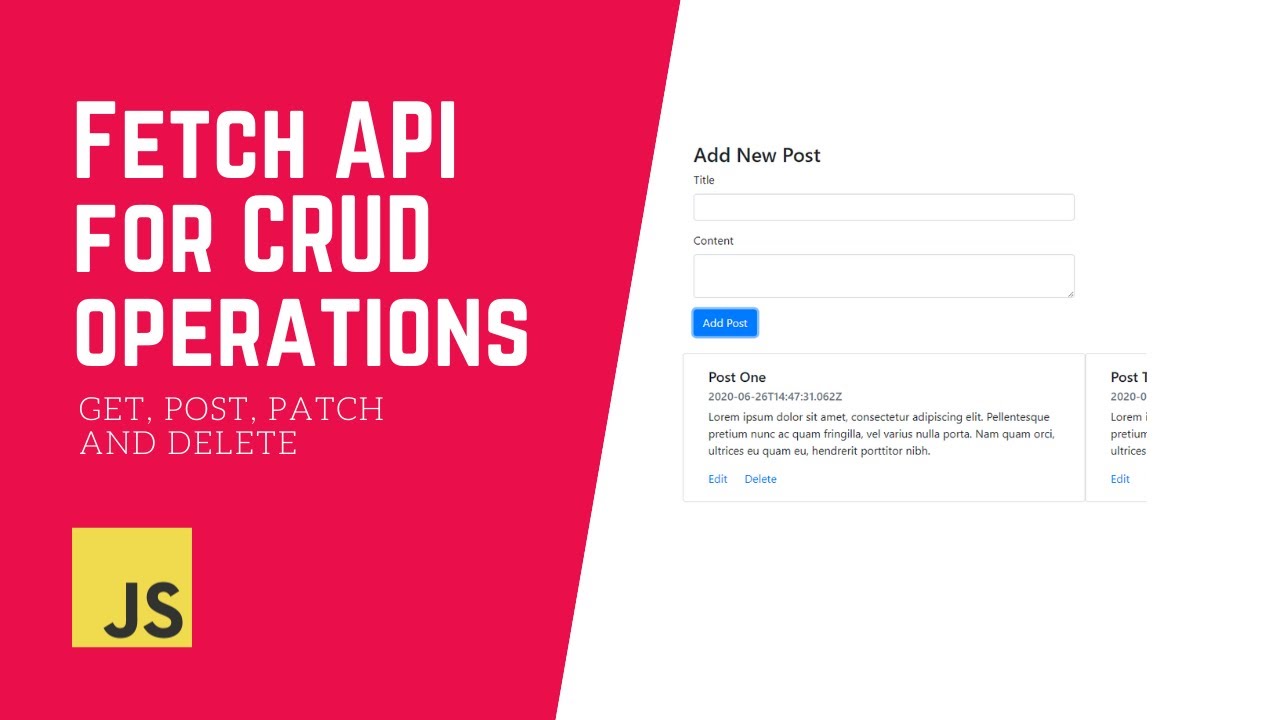 Fetch API
for CRUD
operations
GET, POST, PATCH
AND DELETE
JS
Add New Post
Title
Content
Add Post
Post One
2020-06-26T14:47:31.062Z
Lorem ipsum dolor sit amet, consectetur adipiscing elit. Pellentesque
pretium nunc ac quam fringilla, vel varius nulla porta. Nam quam orci,
ultrices eu quam eu, hendrerit porttitor nibh.
Edit Delete
Post T
2020-0
Lorem i
pretium
ultrices
Edit